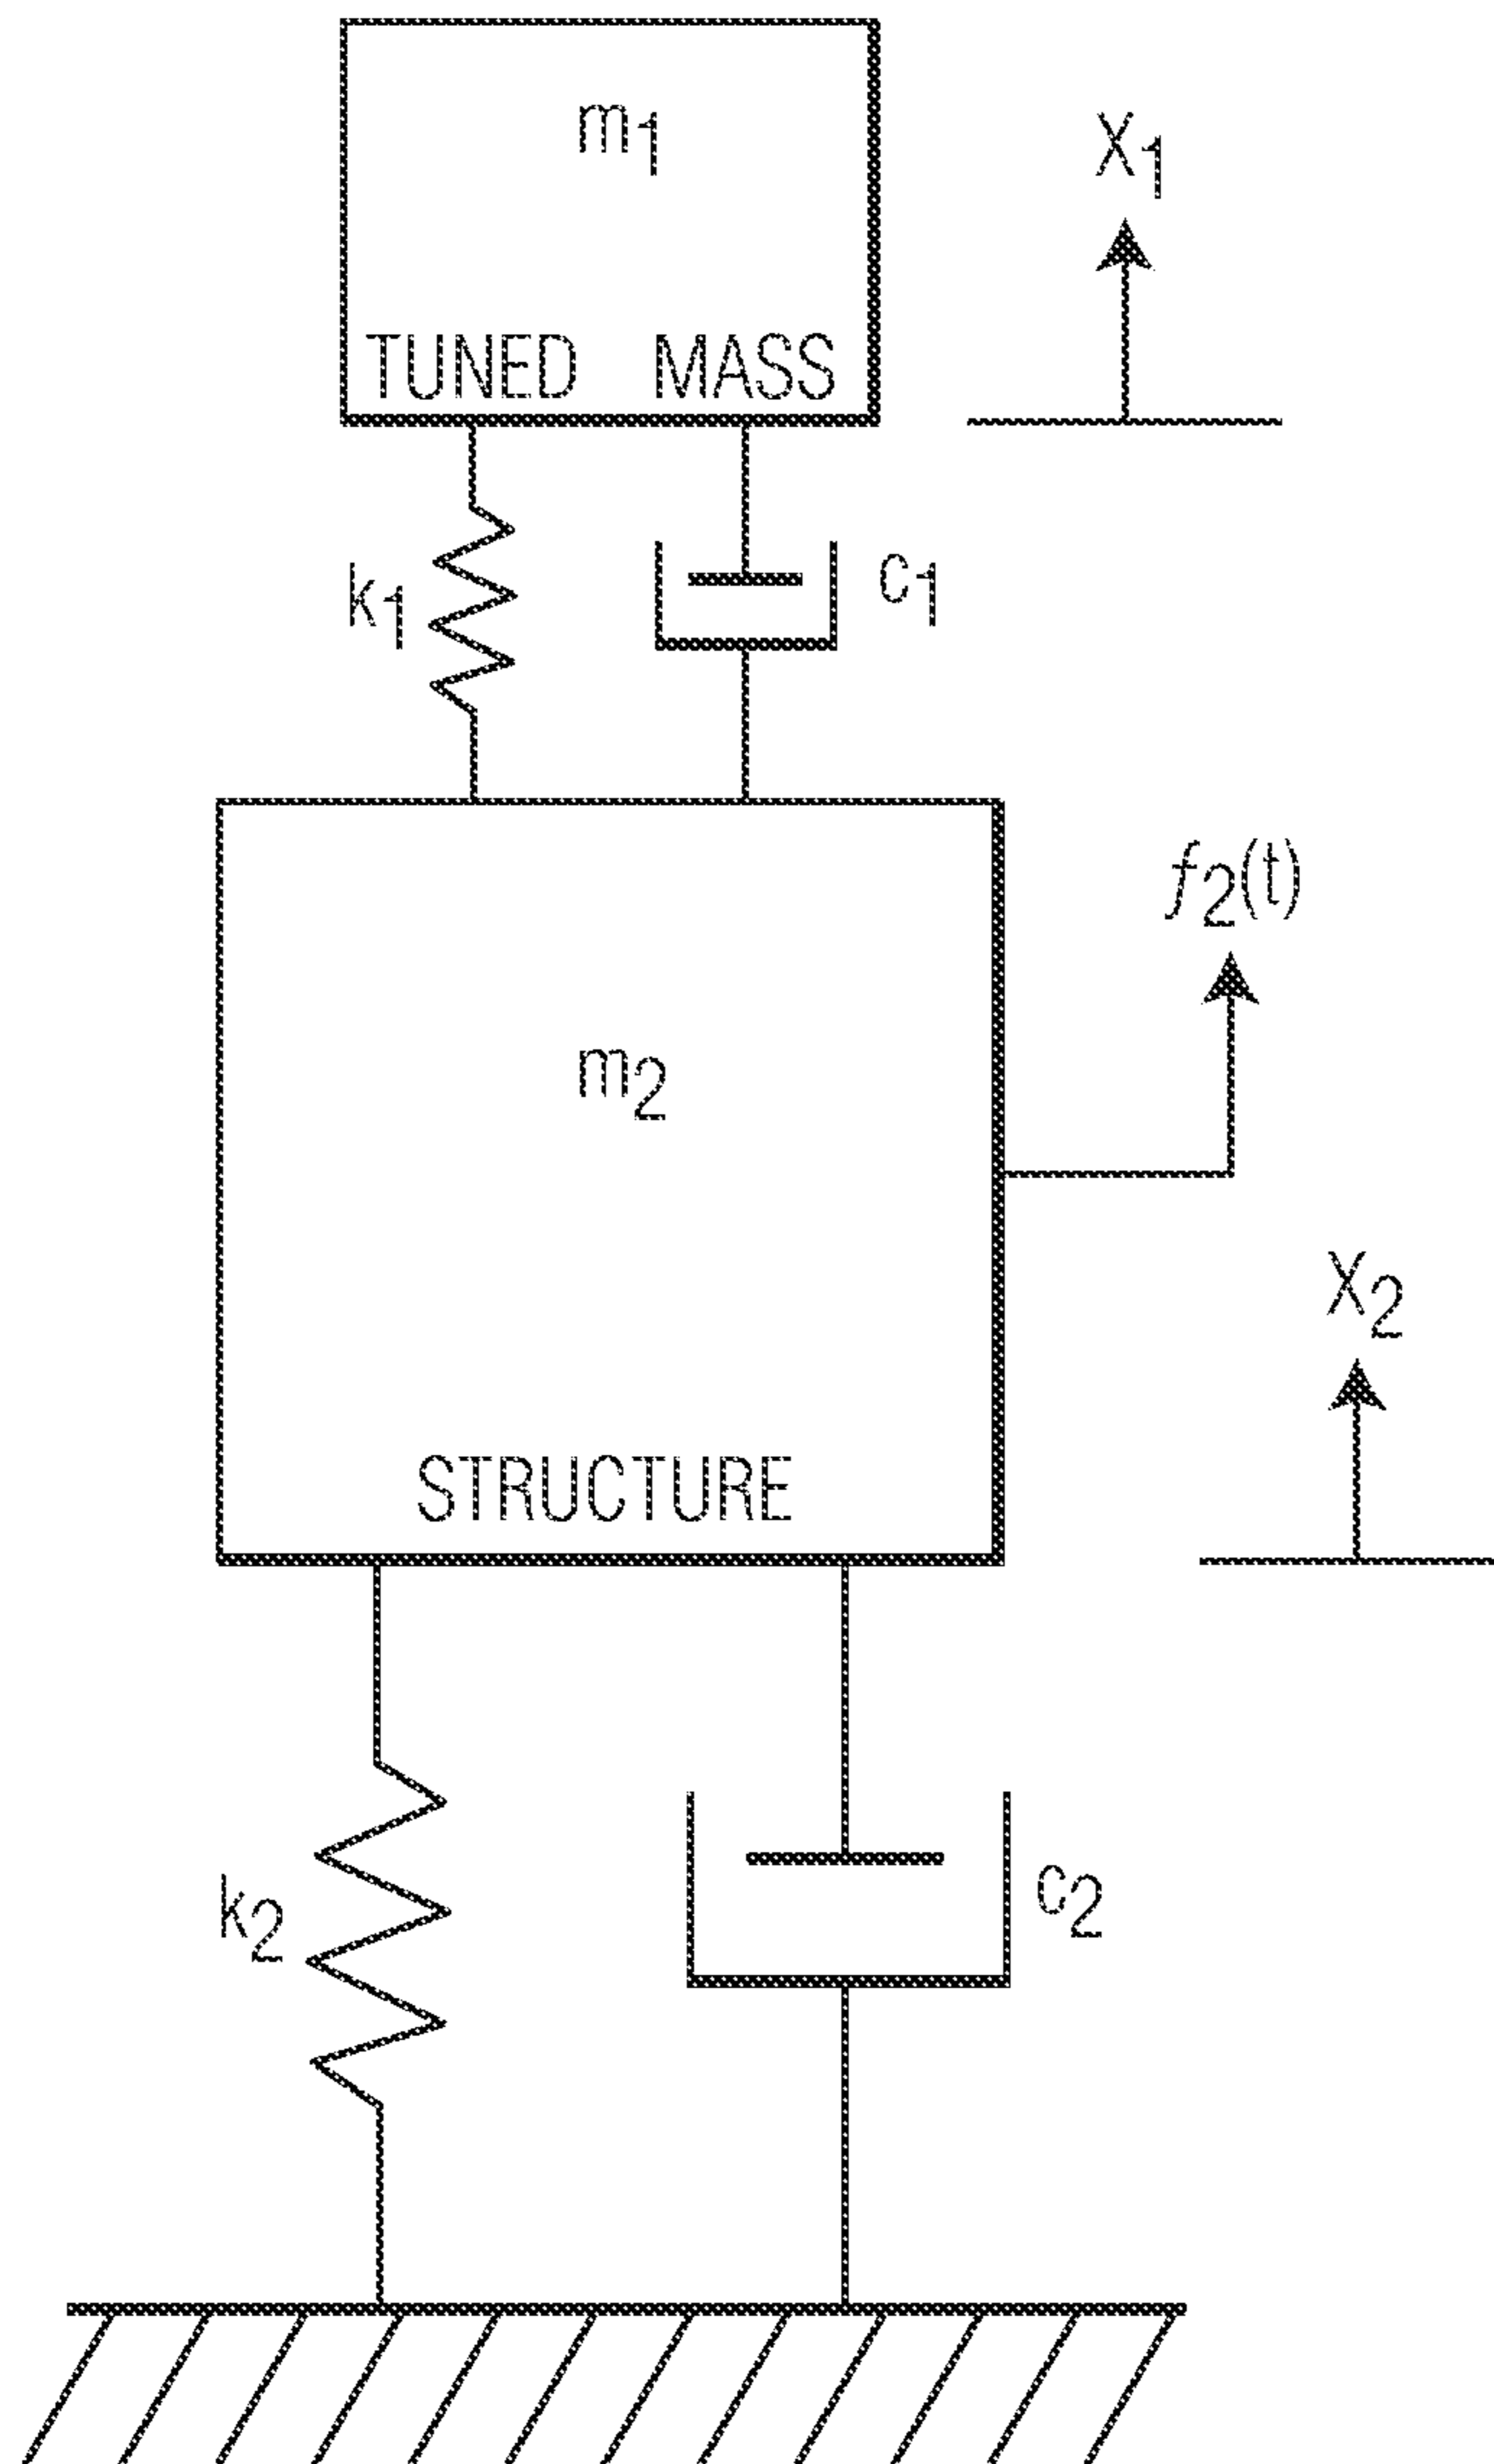 m1
X1
TUNED MASS
k1
c1
f2(t)
m2
X2
STRUCTURE
k2
c2